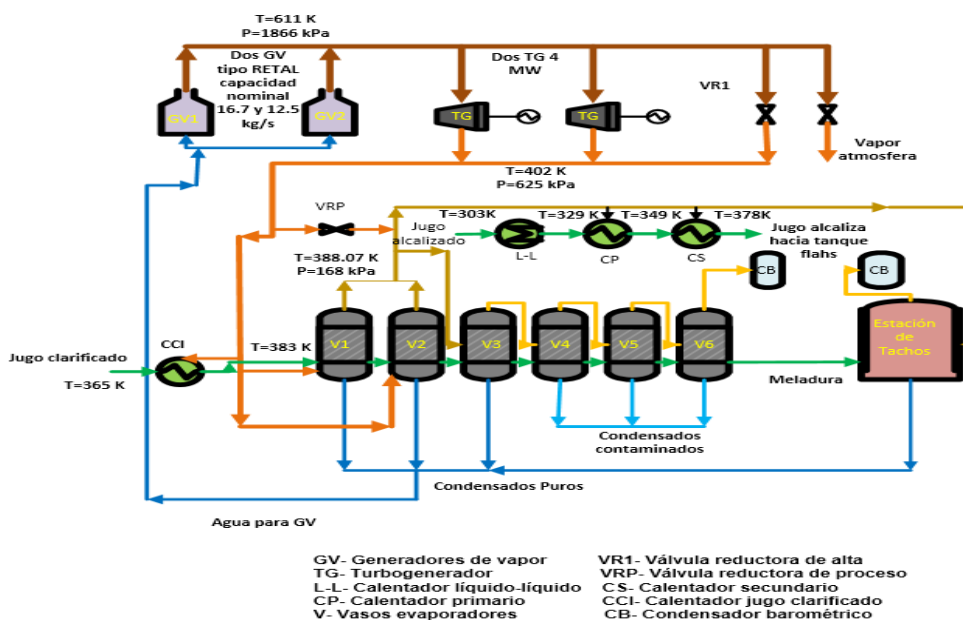 T=611 K
P=1866 kPa
Dos GV
tipo RETAL
capacidad
nominal
16.7 y 12.5
kg/s
Dos TG 4
MW
VR1
GV1
GV2
TG
TG
Vapor
atmosfera
T=402 K
P=625 kPa
VRP
T=303K
T=329 K
T=349 K
T=378K
Jugo
alcalizado
L-L
CP
CS
Jugo alcaliza
hacia tanque
flahs
T=388.07 K
P=168 kPa
CB
CB
CCI
Jugo clarificado
T=365 K
T=383 K
V1
V2
V3
V4
V5
V6
Estación
de
Tachos
Meladura
Condensados
contaminados
Condensados Puros
Agua para GV
GV- Generadores de vapor
VR1- Válvula reductora de alta
TG- Turbogenerador
VRP- Válvula reductora de proceso
L-L- Calentador líquido-líquido
CS- Calentador secundario
CP- Calentador primario
CCI- Calentador jugo clarificado
V- Vasos evaporadores
CB- Condensador barométrico